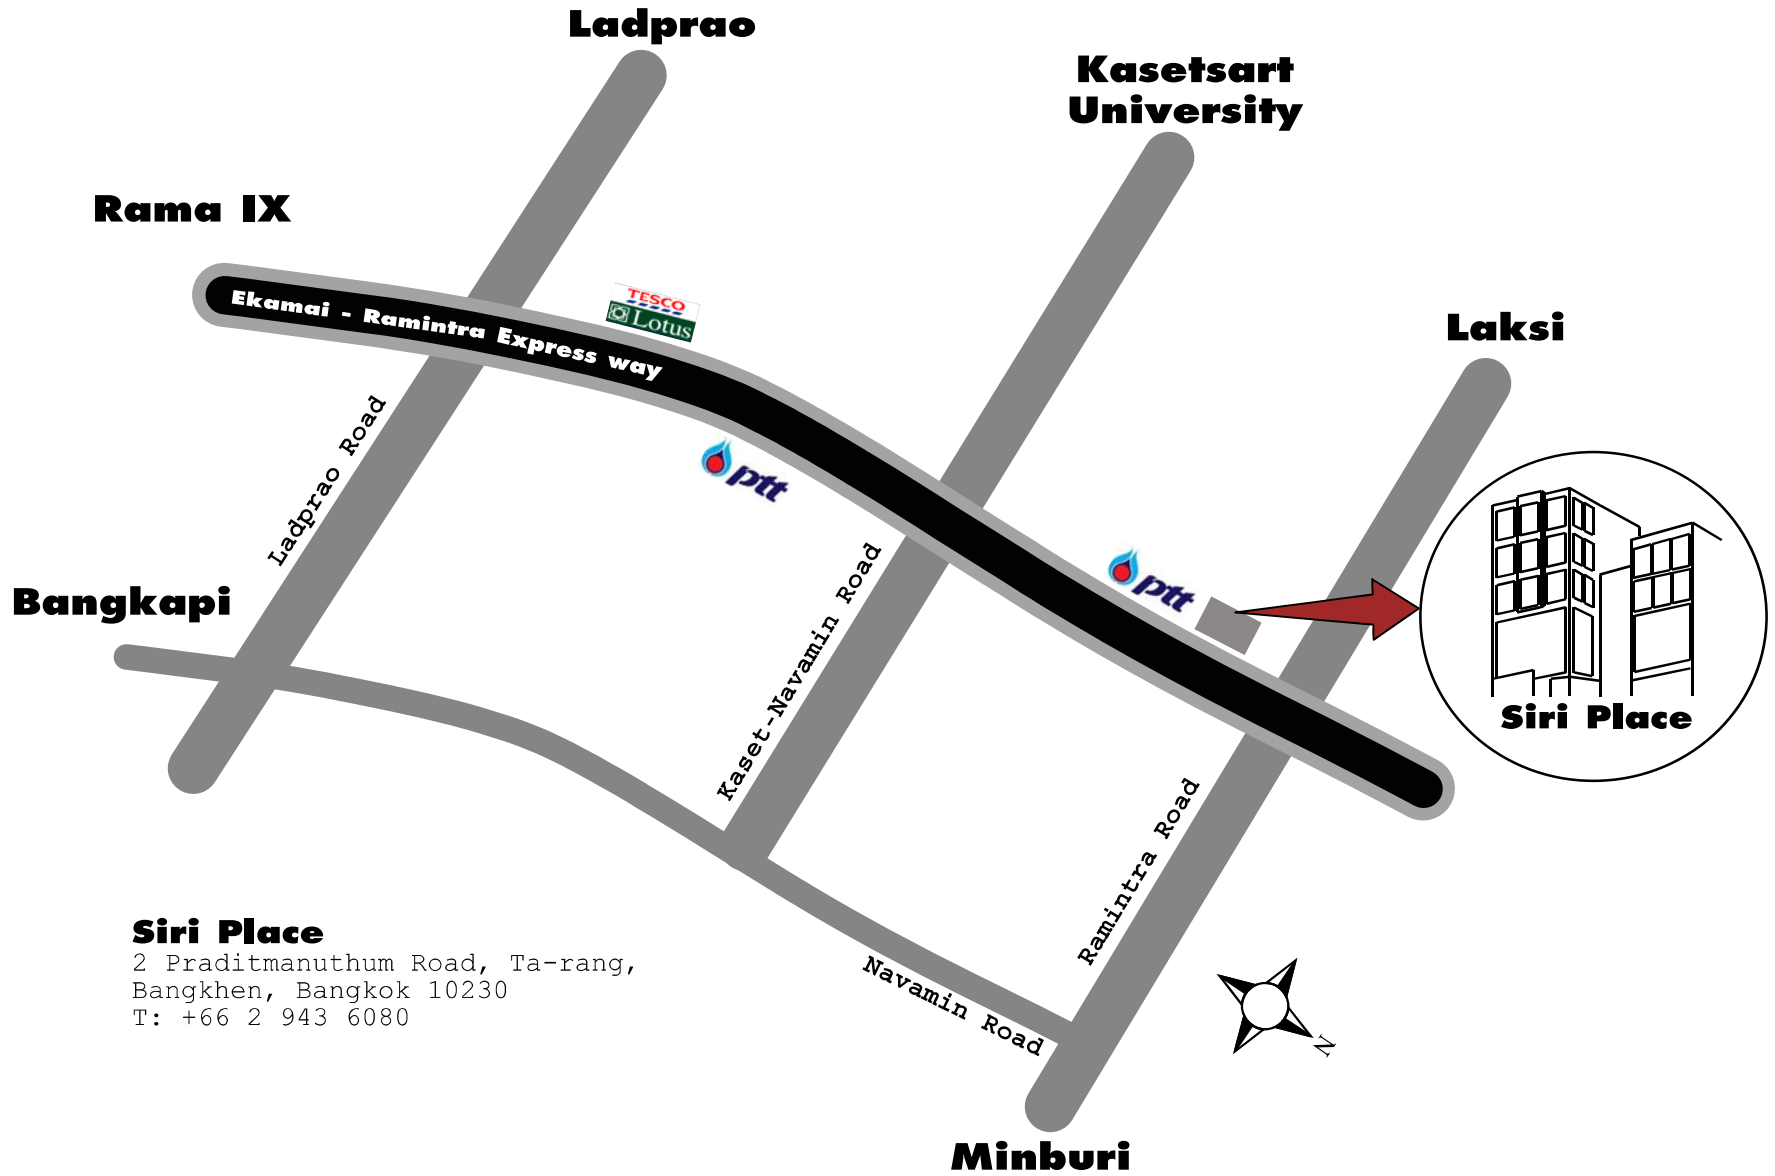 Ladprao
Kasetsart
University
Rama IX
Ekamai - Ramintra Express way
TESCO
Lotus
Laksi
Ladprao Road
ptt
ptt
Kaset-Navamin Road
Bangkapi
Siri Place
Ramintra Road
Siri Place
2 Praditmanuthum Road, Ta-rang,
Bangkhen, Bangkok 10230
T: +66 2 943 6080
Navamin Road
N
Minburi